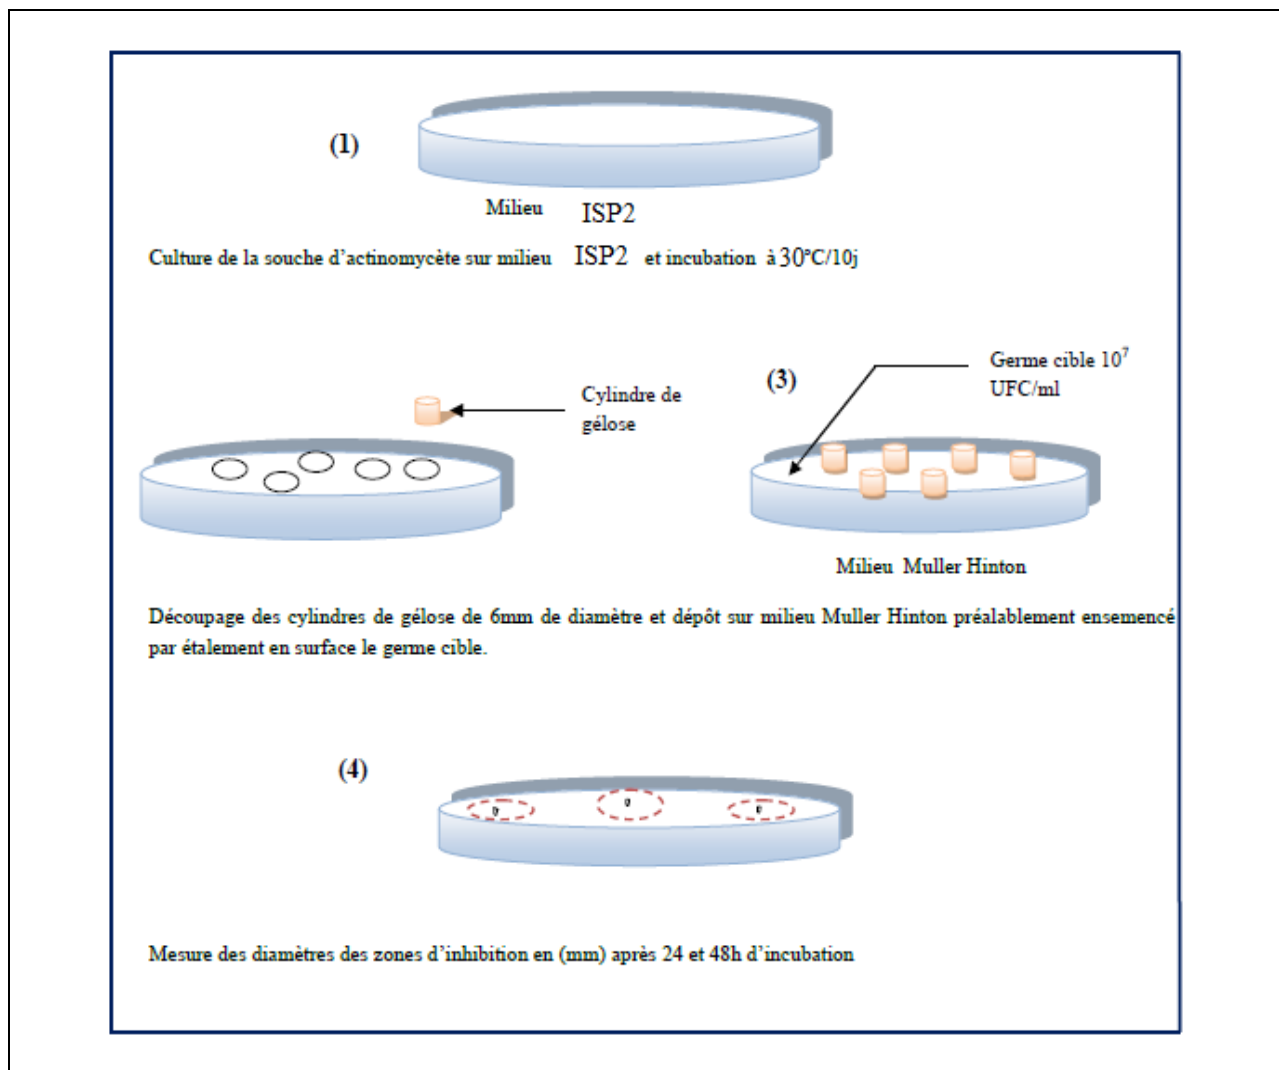 (1)
Milieu ISP2
Culture de la souche d'actinomycète sur milieu ISP2 et incubation à 30°C/10j
Cylindre de
gélose
(3)
Germe cible 10⁷
UFC/ml
Milieu Muller Hinton
Découpage des cylindres de gélose de 6mm de diamètre et dépôt sur milieu Muller Hinton préalablement ensemencé
par étalement en surface le germe cible.
(4)
Mesure des diamètres des zones d'inhibition en (mm) après 24 et 48h d'incubation